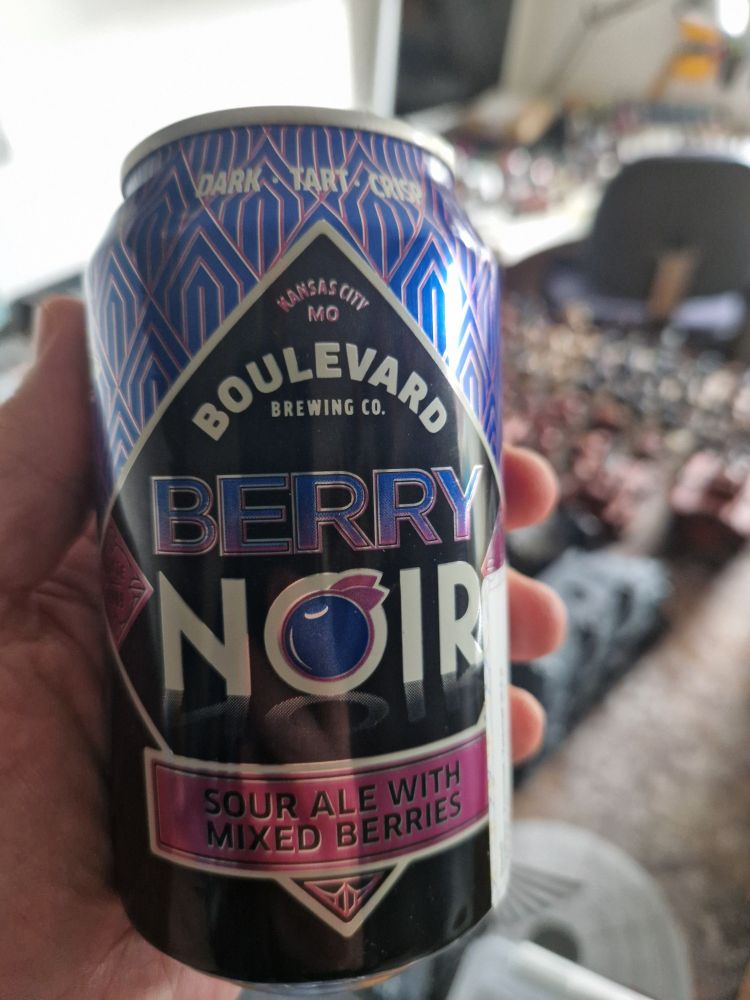 DARK · TART · CRISP
KANSAS CITY
MO
BOULEVARD
BREWING CO.
BERRY
NOIR
SOUR ALE WITH
MIXED BERRIES